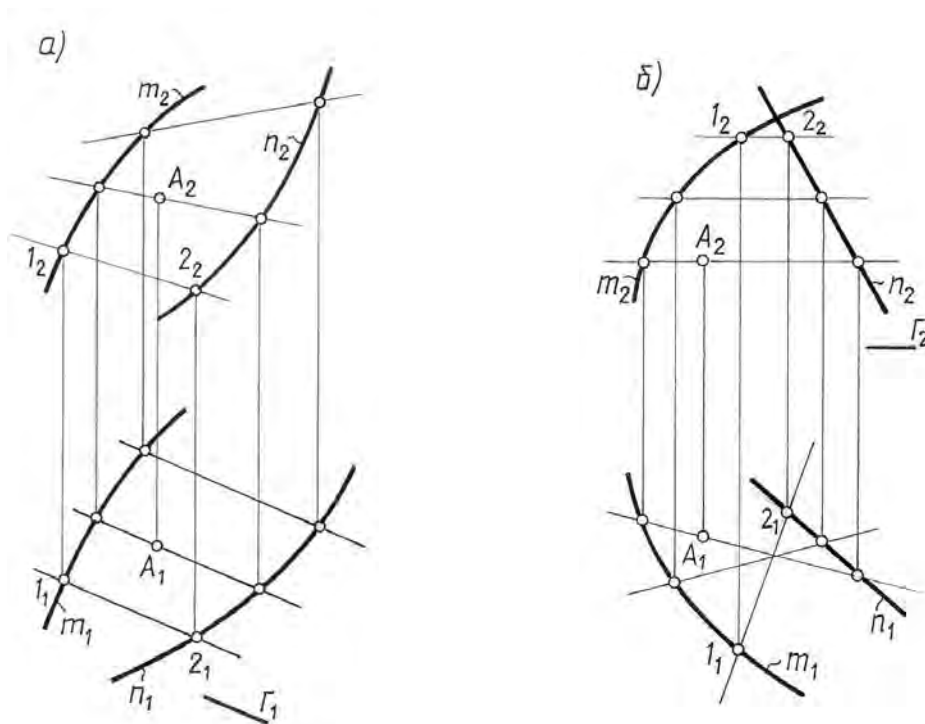 а)
m₂
n₂
A₂
1₂
2₂
1₁
A₁
m₁
2₁
n₁
Г₁
б)
1₂
2₂
A₂
m₂
n₂
Г₂
2₁
A₁
n₁
1₁
m₁